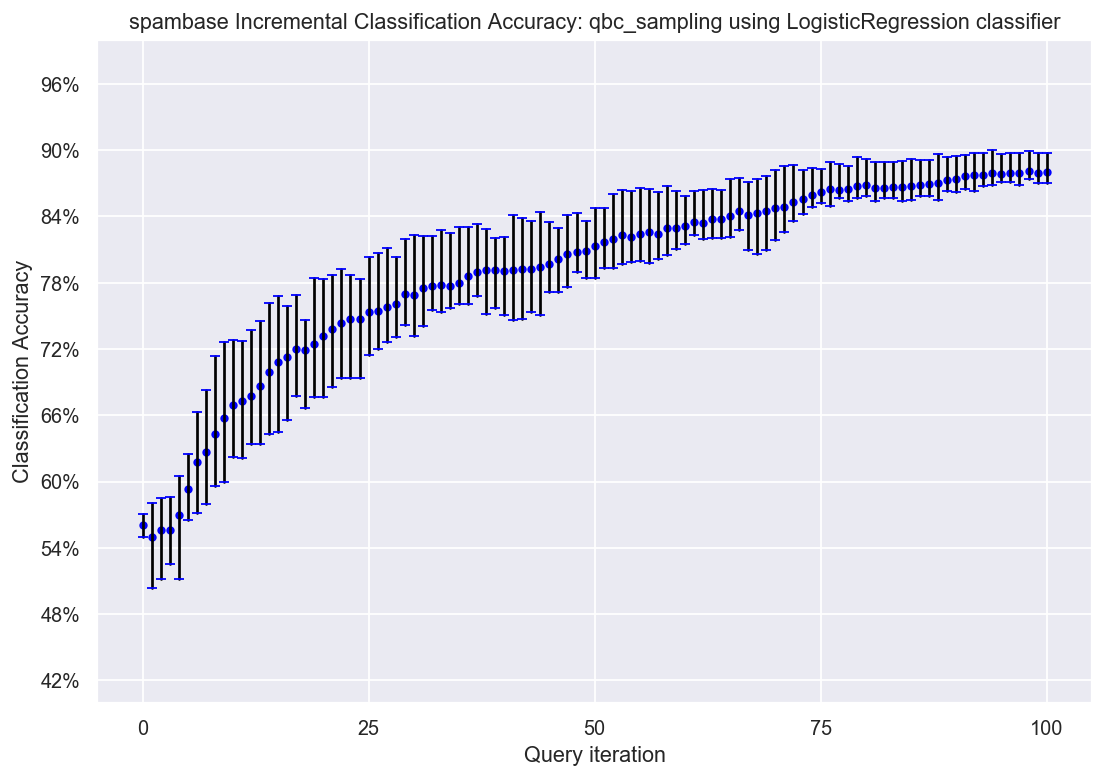 spambase Incremental Classification Accuracy: qbc_sampling using LogisticRegression classifier
96%
90%
84%
78%
72%
66%
60%
54%
48%
42%
Classification Accuracy
0 25 50 75 100
Query iteration